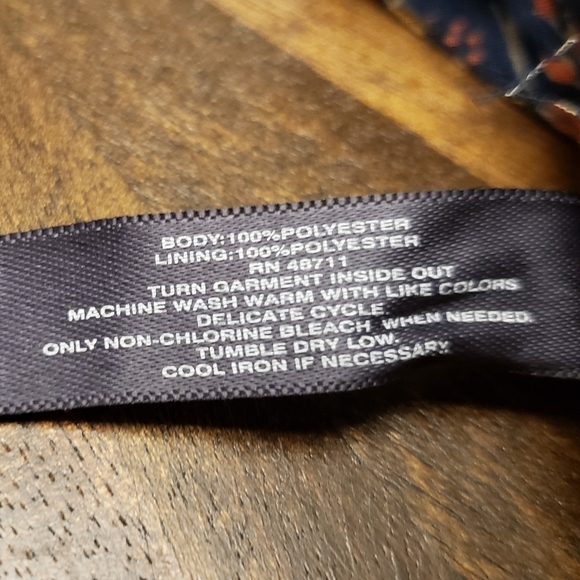 BODY:100%POLYESTER
LINING:100%POLYESTER
RN 48711
TURN GARMENT INSIDE OUT
MACHINE WASH WARM WITH LIKE COLORS
DELICATE CYCLE.
ONLY NON-CHLORINE BLEACH WHEN NEEDED.
TUMBLE DRY LOW.
COOL IRON IF NECESSARY